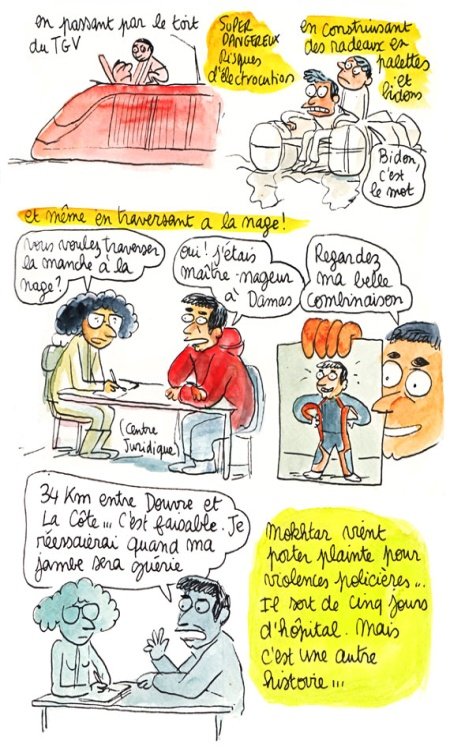 en passant par le toit
du TGV
SUPER
DANGEREUX
Risques
d'électrocution
en construisant
des radeaux en
palettes
et
bidons
Bidon,
c'est
le mot
et même en traversant a la nage!
vous voulez traverser
la manche à la
nage?
oui! j'étais
maître-nageur
à Damas
Regardez
ma belle
combinaison
(Centre
Juridique)
34 Km entre Douvre et
La Côte... C'est faisable. Je
réessaierai quand ma
jambe sera guérie
Mokhtar vient
porter plainte pour
violences policières...
Il sort de cinq jours
d'hôpital. Mais
c'est une autre
histoire...